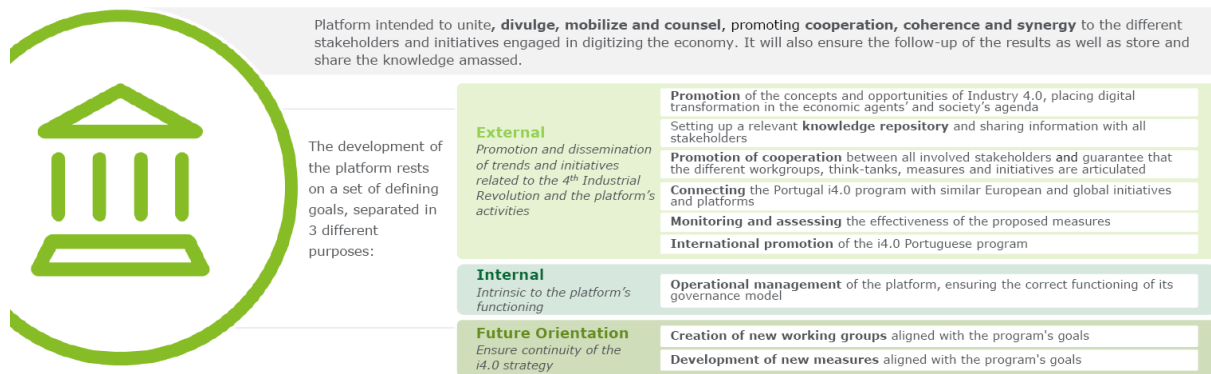 Platform intended to unite, divulge, mobilize and counsel, promoting cooperation, coherence and synergy to the different
stakeholders and initiatives engaged in digitizing the economy. It will also ensure the follow-up of the results as well as store and
share the knowledge amassed.
The development of
the platform rests
on a set of defining
goals, separated in
3 different
purposes:
External
Promotion and dissemination
of trends and initiatives
related to the 4th Industrial
Revolution and the platform's
activities
Promotion of the concepts and opportunities of Industry 4.0, placing digital
transformation in the economic agents' and society's agenda
Setting up a relevant knowledge repository and sharing information with all
stakeholders
Promotion of cooperation between all involved stakeholders and guarantee that
the different workgroups, think-tanks, measures and initiatives are articulated
Connecting the Portugal i4.0 program with similar European and global initiatives
and platforms
Monitoring and assessing the effectiveness of the proposed measures
International promotion of the i4.0 Portuguese program
Internal
Intrinsic to the platform's
functioning
Operational management of the platform, ensuring the correct functioning of its
governance model
Future Orientation
Ensure continuity of the
i4.0 strategy
Creation of new working groups aligned with the program's goals
Development of new measures aligned with the program's goals